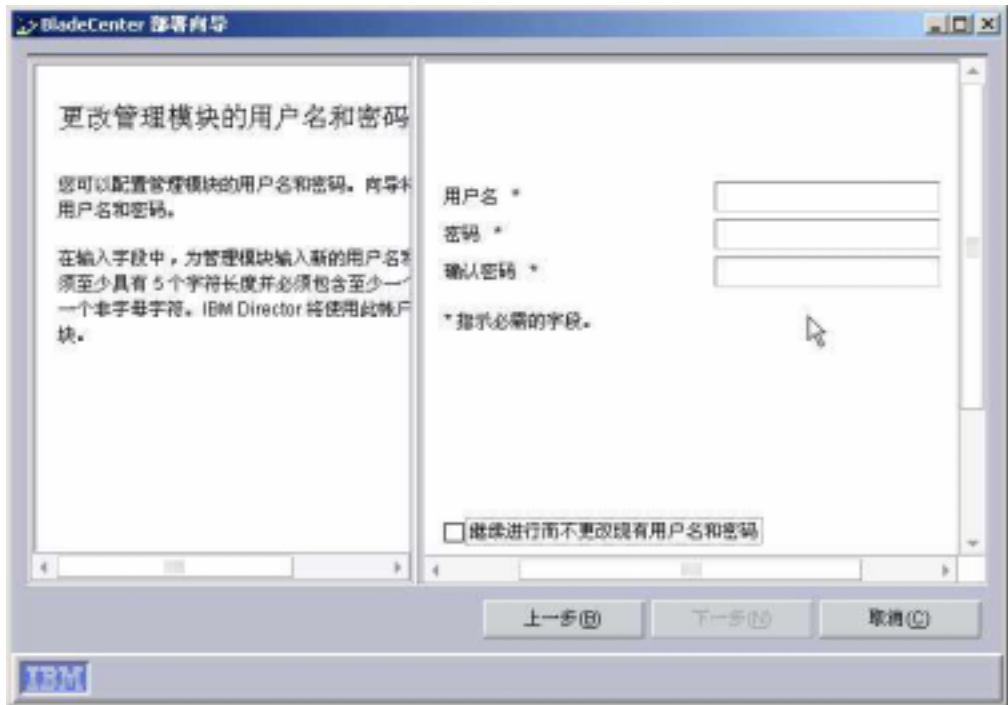 BladeCenter 部署向导
更改管理模块的用户名和密码
您可以配置管理模块的用户名和密码。向导
用户名和密码。
在输入字段中，为管理模块输入新的用户名
须至少具有 5 个字符长度并必须包含至少一
一个非字母字符。IBM Director 将使用此帐户
块。
用户名 *
密码 *
确认密码 *
* 指示必需的字段。
继续进行而不更改现有用户名和密码
上一步(B)
下一步(N)
取消(C)
IBM